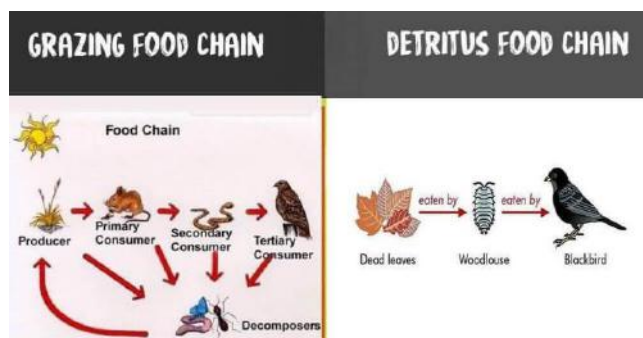 GRAZING FOOD CHAIN
DETRITUS FOOD CHAIN
Food Chain
Producer
Primary
Consumer
Secondary
Consumer
Tertiary
Consumer
Decomposers
eaten by
eaten by
Dead leaves
Woodlouse
Blackbird